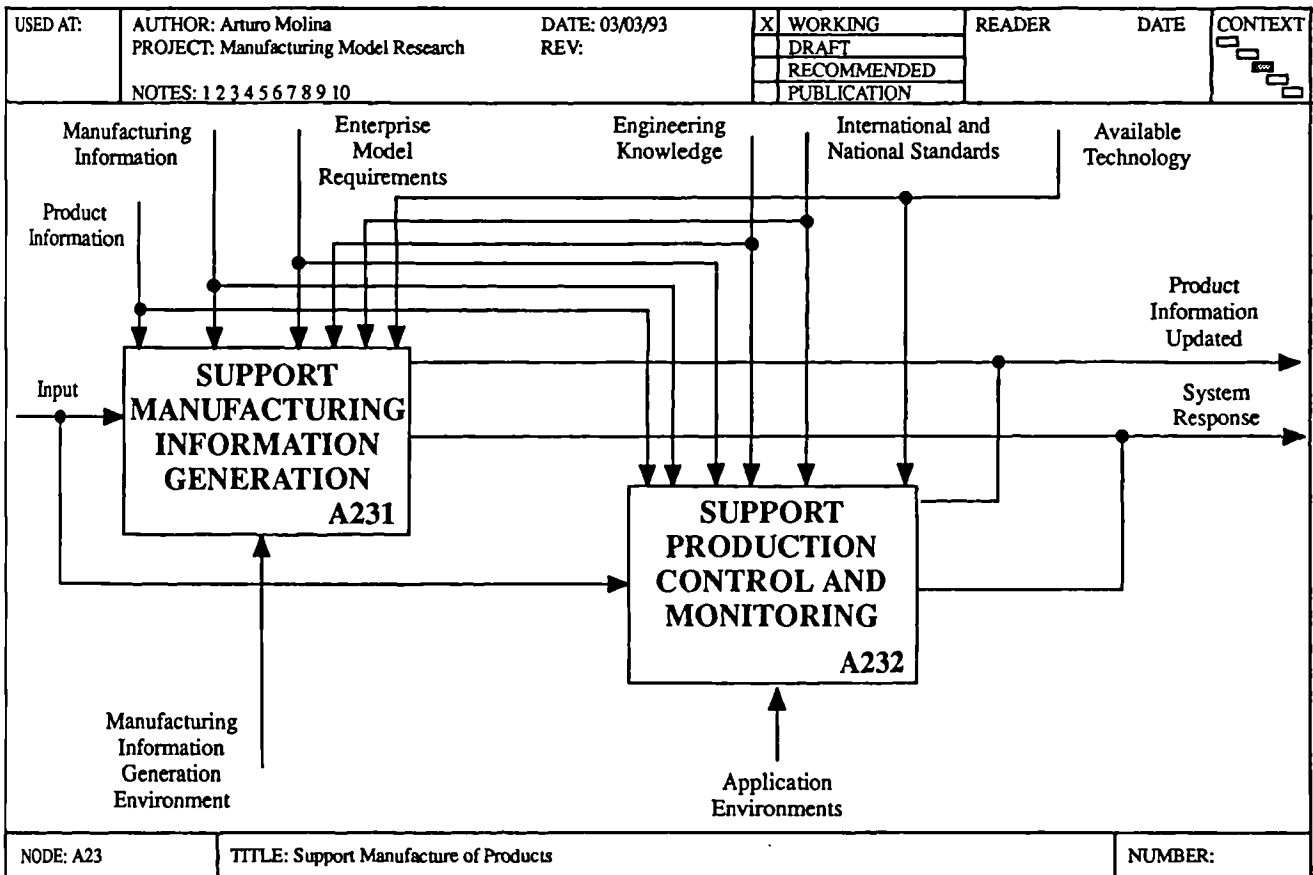 USED AT:
AUTHOR: Arturo Molina
DATE: 03/03/93
PROJECT: Manufacturing Model Research
REV:
NOTES: 1 2 3 4 5 6 7 8 9 10
X WORKING
DRAFT
RECOMMENDED
PUBLICATION
READER
DATE
CONTEXT
Manufacturing
Information
Enterprise
Model
Requirements
Engineering
Knowledge
International and
National Standards
Available
Technology
Product
Information
Product
Information
Updated
Input
System
Response
SUPPORT
MANUFACTURING
INFORMATION
GENERATION
A231
SUPPORT
PRODUCTION
CONTROL AND
MONITORING
A232
Manufacturing
Information
Generation
Environment
Application
Environments
NODE: A23
TITLE: Support Manufacture of Products
NUMBER: